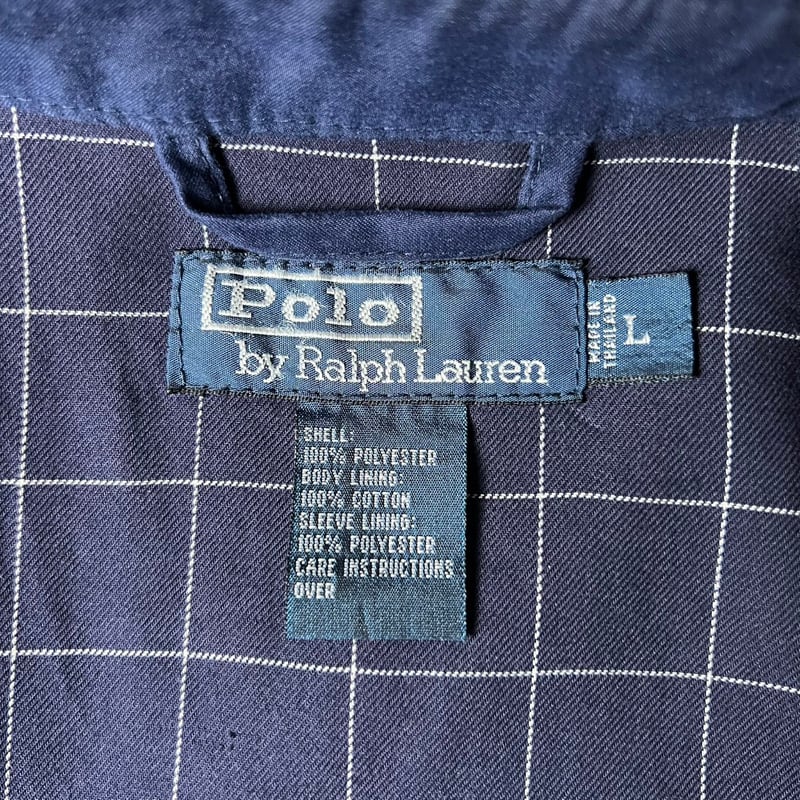 Polo
by Ralph Lauren
MADE IN
THAILAND
L
SHELL:
100% POLYESTER
BODY LINING:
100% COTTON
SLEEVE LINING:
100% POLYESTER
CARE INSTRUCTIONS
OVER